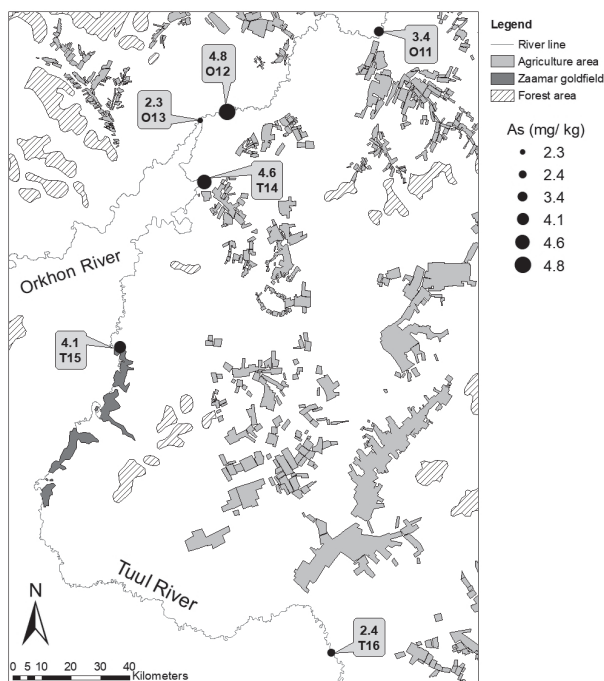 3.4
O11
4.8
O12
2.3
O13
4.6
T14
Orkhon River
4.1
T15
Tuul River
2.4
T16
N
0 5 10 20 30 40
Kilometers
Legend
River line
Agriculture area
Zaamar goldfield
Forest area
As (mg/ kg)
2.3
2.4
3.4
4.1
4.6
4.8